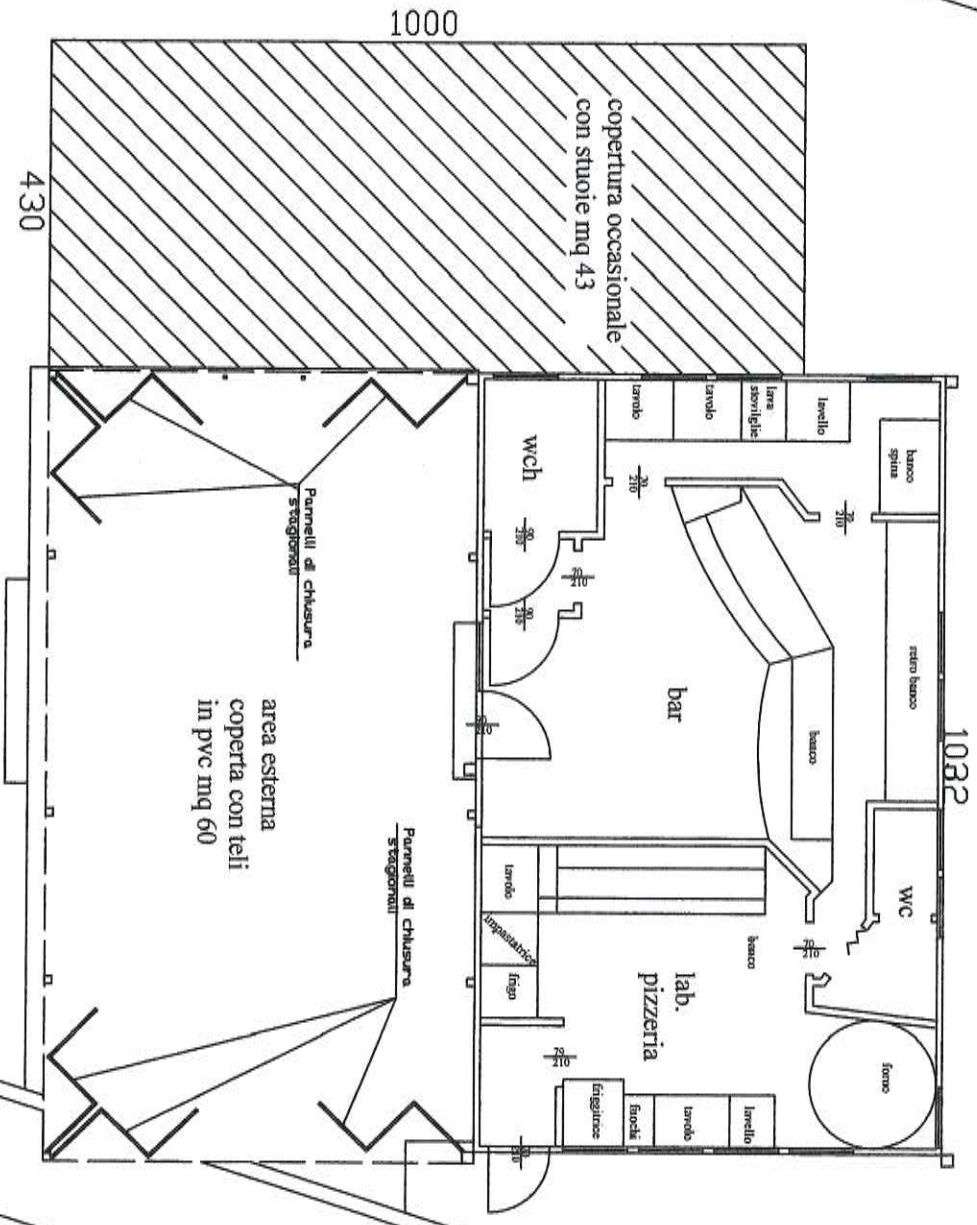 1000
430
1032
copertura occasionale
con stuoie mq 43
Pannelli di chiusura
stagionali
area esterna
coperta con teli
in pvc mq 60
Pannelli di chiusura
stagionali
wch
tavolo
tavolo
lava
stoviglie
lavello
banco
spina
retro banco
banco
bar
wc
70
210
70
210
90
210
90
210
70
210
tavolo
impastatrice
frigo
banco
lab.
pizzeria
70
210
70
210
forno
friggitrice
fuochi
tavolo
lavello